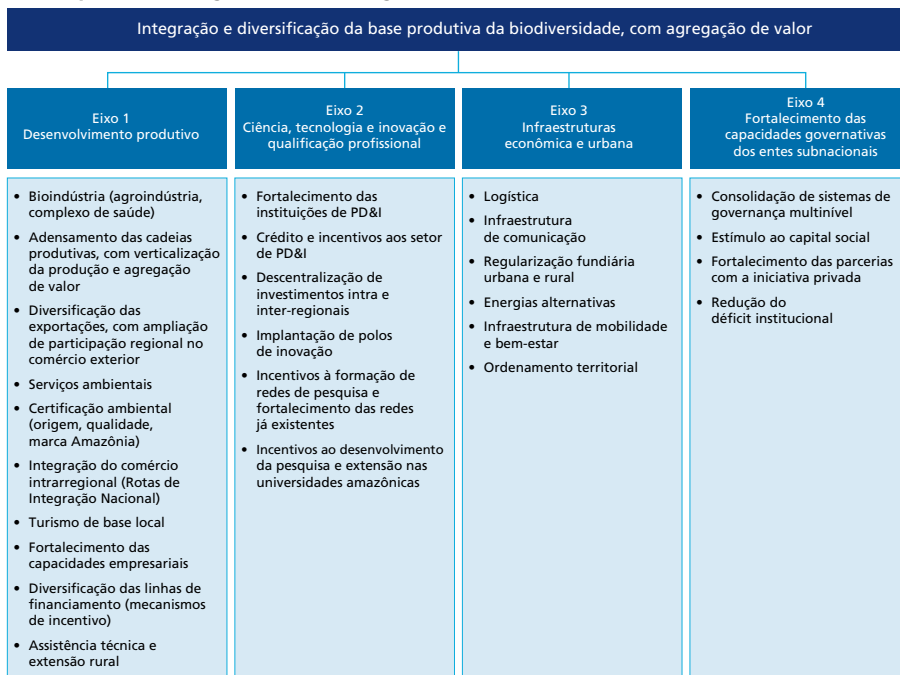 Integração e diversificação da base produtiva da biodiversidade, com agregação de valor
Eixo 1
Desenvolvimento produtivo
• Bioindústria (agroindústria,
complexo de saúde)
• Adensamento das cadeias
produtivas, com verticalização
da produção e agregação
de valor
• Diversificação das
exportações, com ampliação
de participação regional no
comércio exterior
• Serviços ambientais
• Certificação ambiental
(origem, qualidade,
marca Amazônia)
• Integração do comércio
intrarregional (Rotas de
Integração Nacional)
• Turismo de base local
• Fortalecimento das
capacidades empresariais
• Diversificação das linhas de
financiamento (mecanismos
de incentivo)
• Assistência técnica e
extensão rural
Eixo 2
Ciência, tecnologia e inovação e
qualificação profissional
• Fortalecimento das
instituições de PD&I
• Crédito e incentivos aos setor
de PD&I
• Descentralização de
investimentos intra e
inter-regionais
• Implantação de polos
de inovação
• Incentivos à formação de
redes de pesquisa e
fortalecimento das redes
já existentes
• Incentivos ao desenvolvimento
da pesquisa e extensão nas
universidades amazônicas
Eixo 3
Infraestruturas
econômica e urbana
• Logística
• Infraestrutura
de comunicação
• Regularização fundiária
urbana e rural
• Energias alternativas
• Infraestrutura de mobilidade
e bem-estar
• Ordenamento territorial
Eixo 4
Fortalecimento das
capacidades governativas
dos entes subnacionais
• Consolidação de sistemas de
governança multinível
• Estímulo ao capital social
• Fortalecimento das parcerias
com a iniciativa privada
• Redução do
déficit institucional